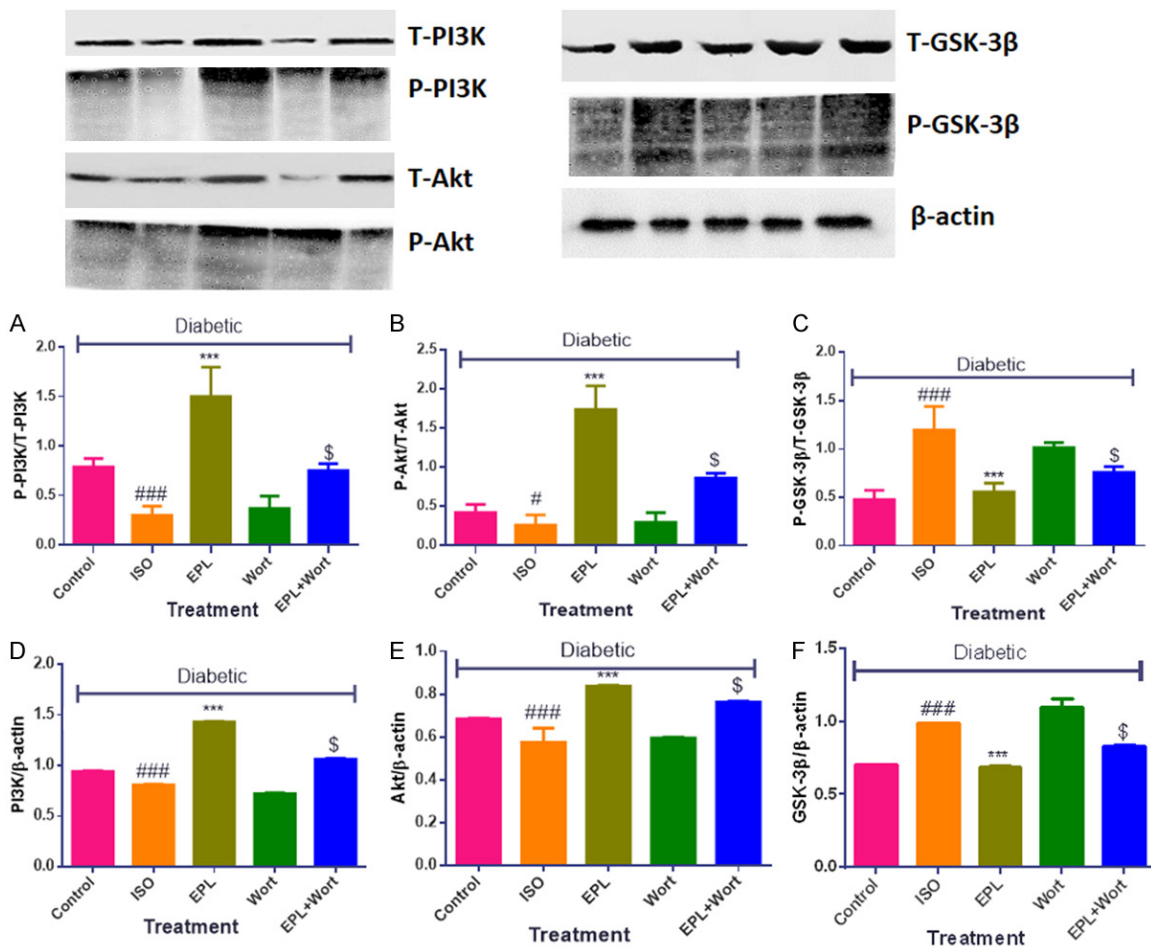 T-PI3K
P-PI3K
T-Akt
P-Akt
T-GSK-3β
P-GSK-3β
β-actin
A
Diabetic
P-PI3K/T-PI3K
2.0
1.5
1.0
0.5
0.0
***
###
$
Control
ISO
EPL
Wort
EPL+Wort
Treatment
B
Diabetic
P-Akt/T-Akt
2.5
2.0
1.5
1.0
0.5
0.0
***
#
$
Control
ISO
EPL
Wort
EPL+Wort
Treatment
C
Diabetic
P-GSK-3β/T-GSK-3β
2.0
1.5
1.0
0.5
0.0
###
***
$
Control
ISO
EPL
Wort
EPL+Wort
Treatment
D
Diabetic
PI3K/β-actin
2.0
1.5
1.0
0.5
0.0
***
###
$
Control
ISO
EPL
Wort
EPL+Wort
Treatment
E
Diabetic
Akt/β-actin
1.0
0.8
0.6
0.4
0.2
0.0
***
###
$
Control
ISO
EPL
Wort
EPL+Wort
Treatment
F
Diabetic
GSK-3β/β-actin
1.5
1.0
0.5
0.0
###
***
$
Control
ISO
EPL
Wort
EPL+Wort
Treatment